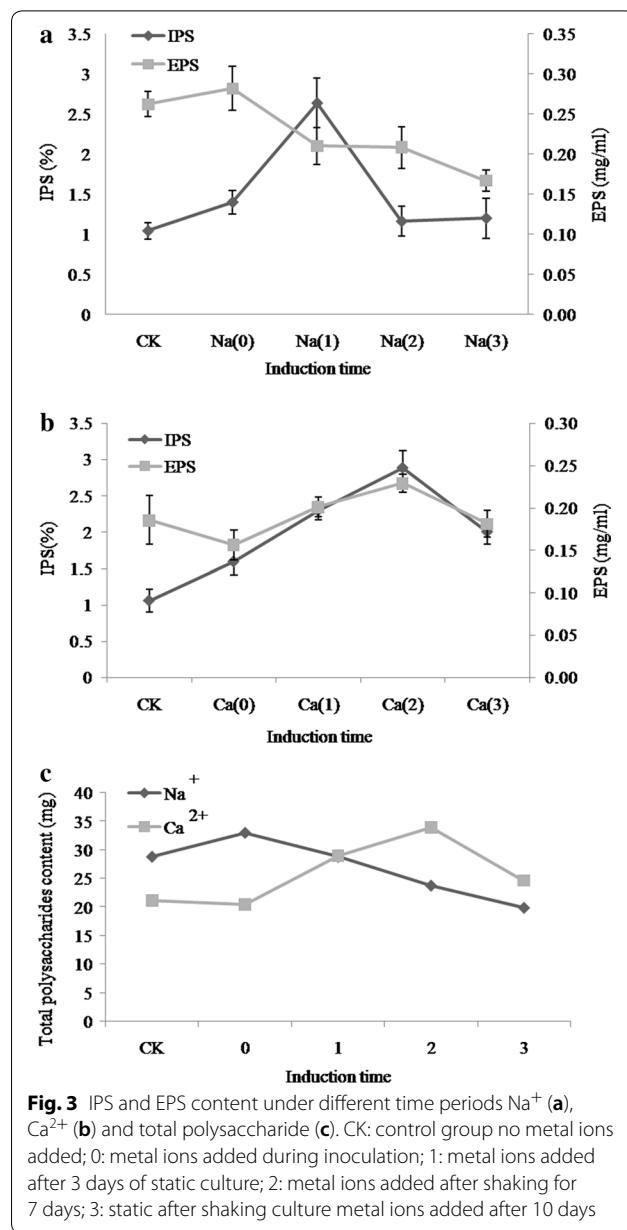 a
IPS
EPS
3.5
3
2.5
2
1.5
1
0.5
0
IPS (%)
0.35
0.30
0.25
0.20
0.15
0.10
0.05
0.00
EPS (mg/ml)
CK Na(0) Na(1) Na(2) Na(3)
Induction time
b
IPS
EPS
3.5
3
2.5
2
1.5
1
0.5
0
IPS(%)
0.30
0.25
0.20
0.15
0.10
0.05
0.00
EPS (mg/ml)
CK Ca(0) Ca(1) Ca(2) Ca(3)
Induction time
c
Na+
Ca2+
40
35
30
25
20
15
10
5
0
Total polysaccharides content (mg)
CK 0 1 2 3
Induction time
Fig. 3 IPS and EPS content under different time periods Na+ (a),
Ca2+ (b) and total polysaccharide (c). CK: control group no metal ions
added; 0: metal ions added during inoculation; 1: metal ions added
after 3 days of static culture; 2: metal ions added after shaking for
7 days; 3: static after shaking culture metal ions added after 10 days